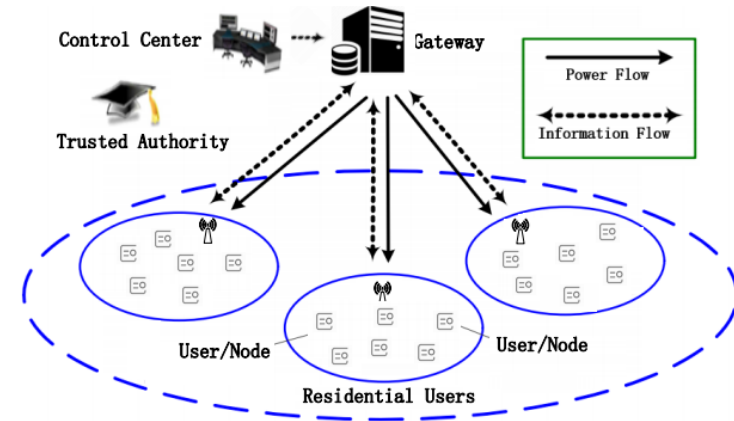 Control Center
Gateway
Power Flow
Trusted Authority
Information Flow
User/Node
User/Node
Residential Users